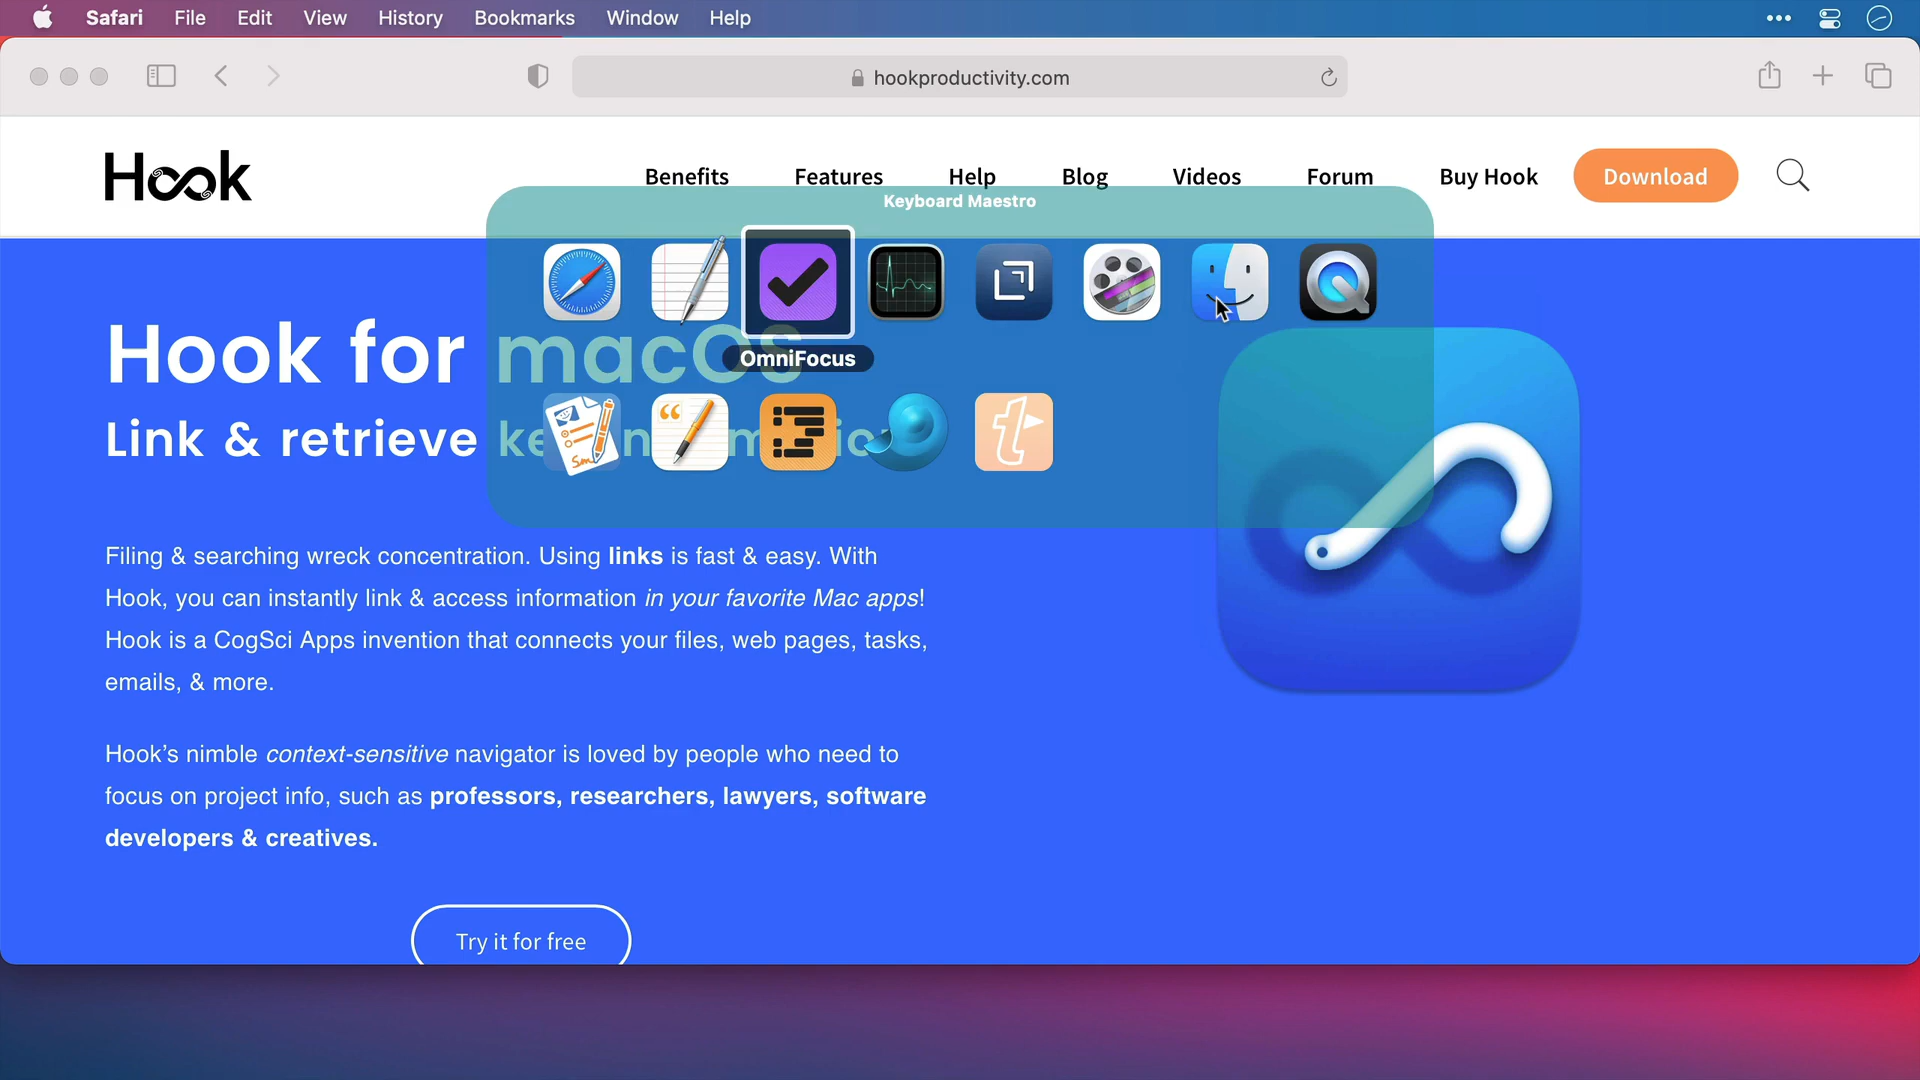 Safari File Edit View History Bookmarks Window Help
hookproductivity.com
Hook
Benefits Features Help Blog Videos Forum Buy Hook Download
Keyboard Maestro
OmniFocus
Hook for macOS
Link & retrieve
Filing & searching wreck concentration. Using links is fast & easy. With
Hook, you can instantly link & access information in your favorite Mac apps!
Hook is a CogSci Apps invention that connects your files, web pages, tasks,
emails, & more.
Hook’s nimble context-sensitive navigator is loved by people who need to
focus on project info, such as professors, researchers, lawyers, software
developers & creatives.
Try it for free